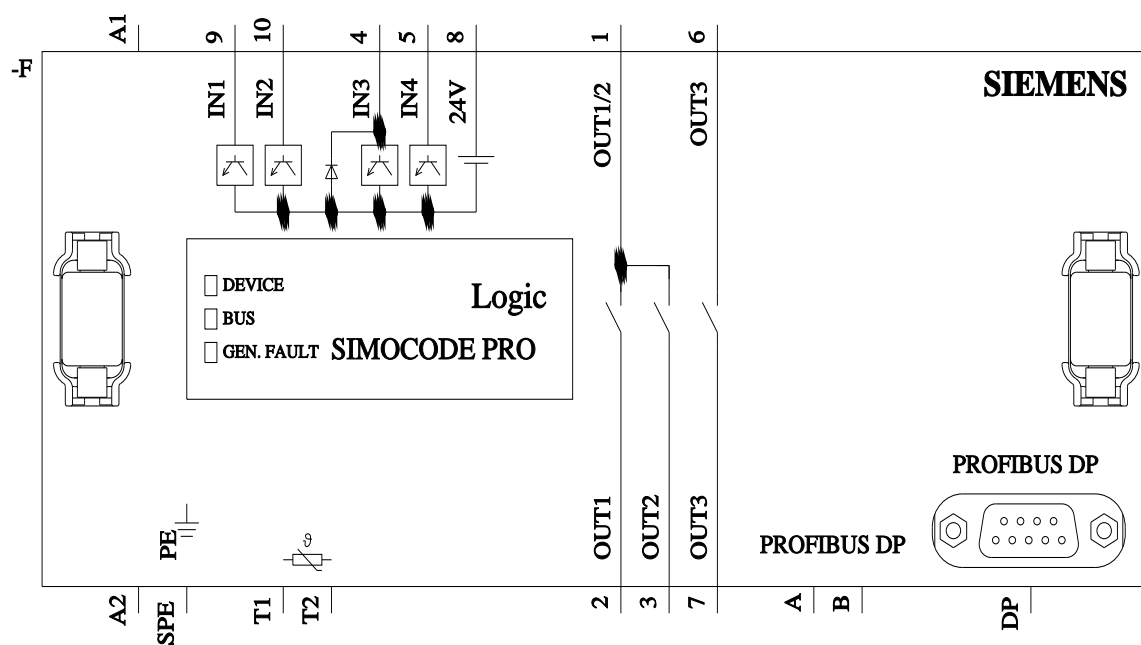 A1
9
10
4
5
8
1
6
-F
IN1
IN2
IN3
IN4
24V
OUT1/2
OUT3
SIEMENS
DEVICE
BUS
GEN. FAULT
Logic
SIMOCODE PRO
PROFIBUS DP
PE
ϑ
OUT1
OUT2
OUT3
PROFIBUS DP
A2
SPE
T1
T2
2
3
7
A
B
DP